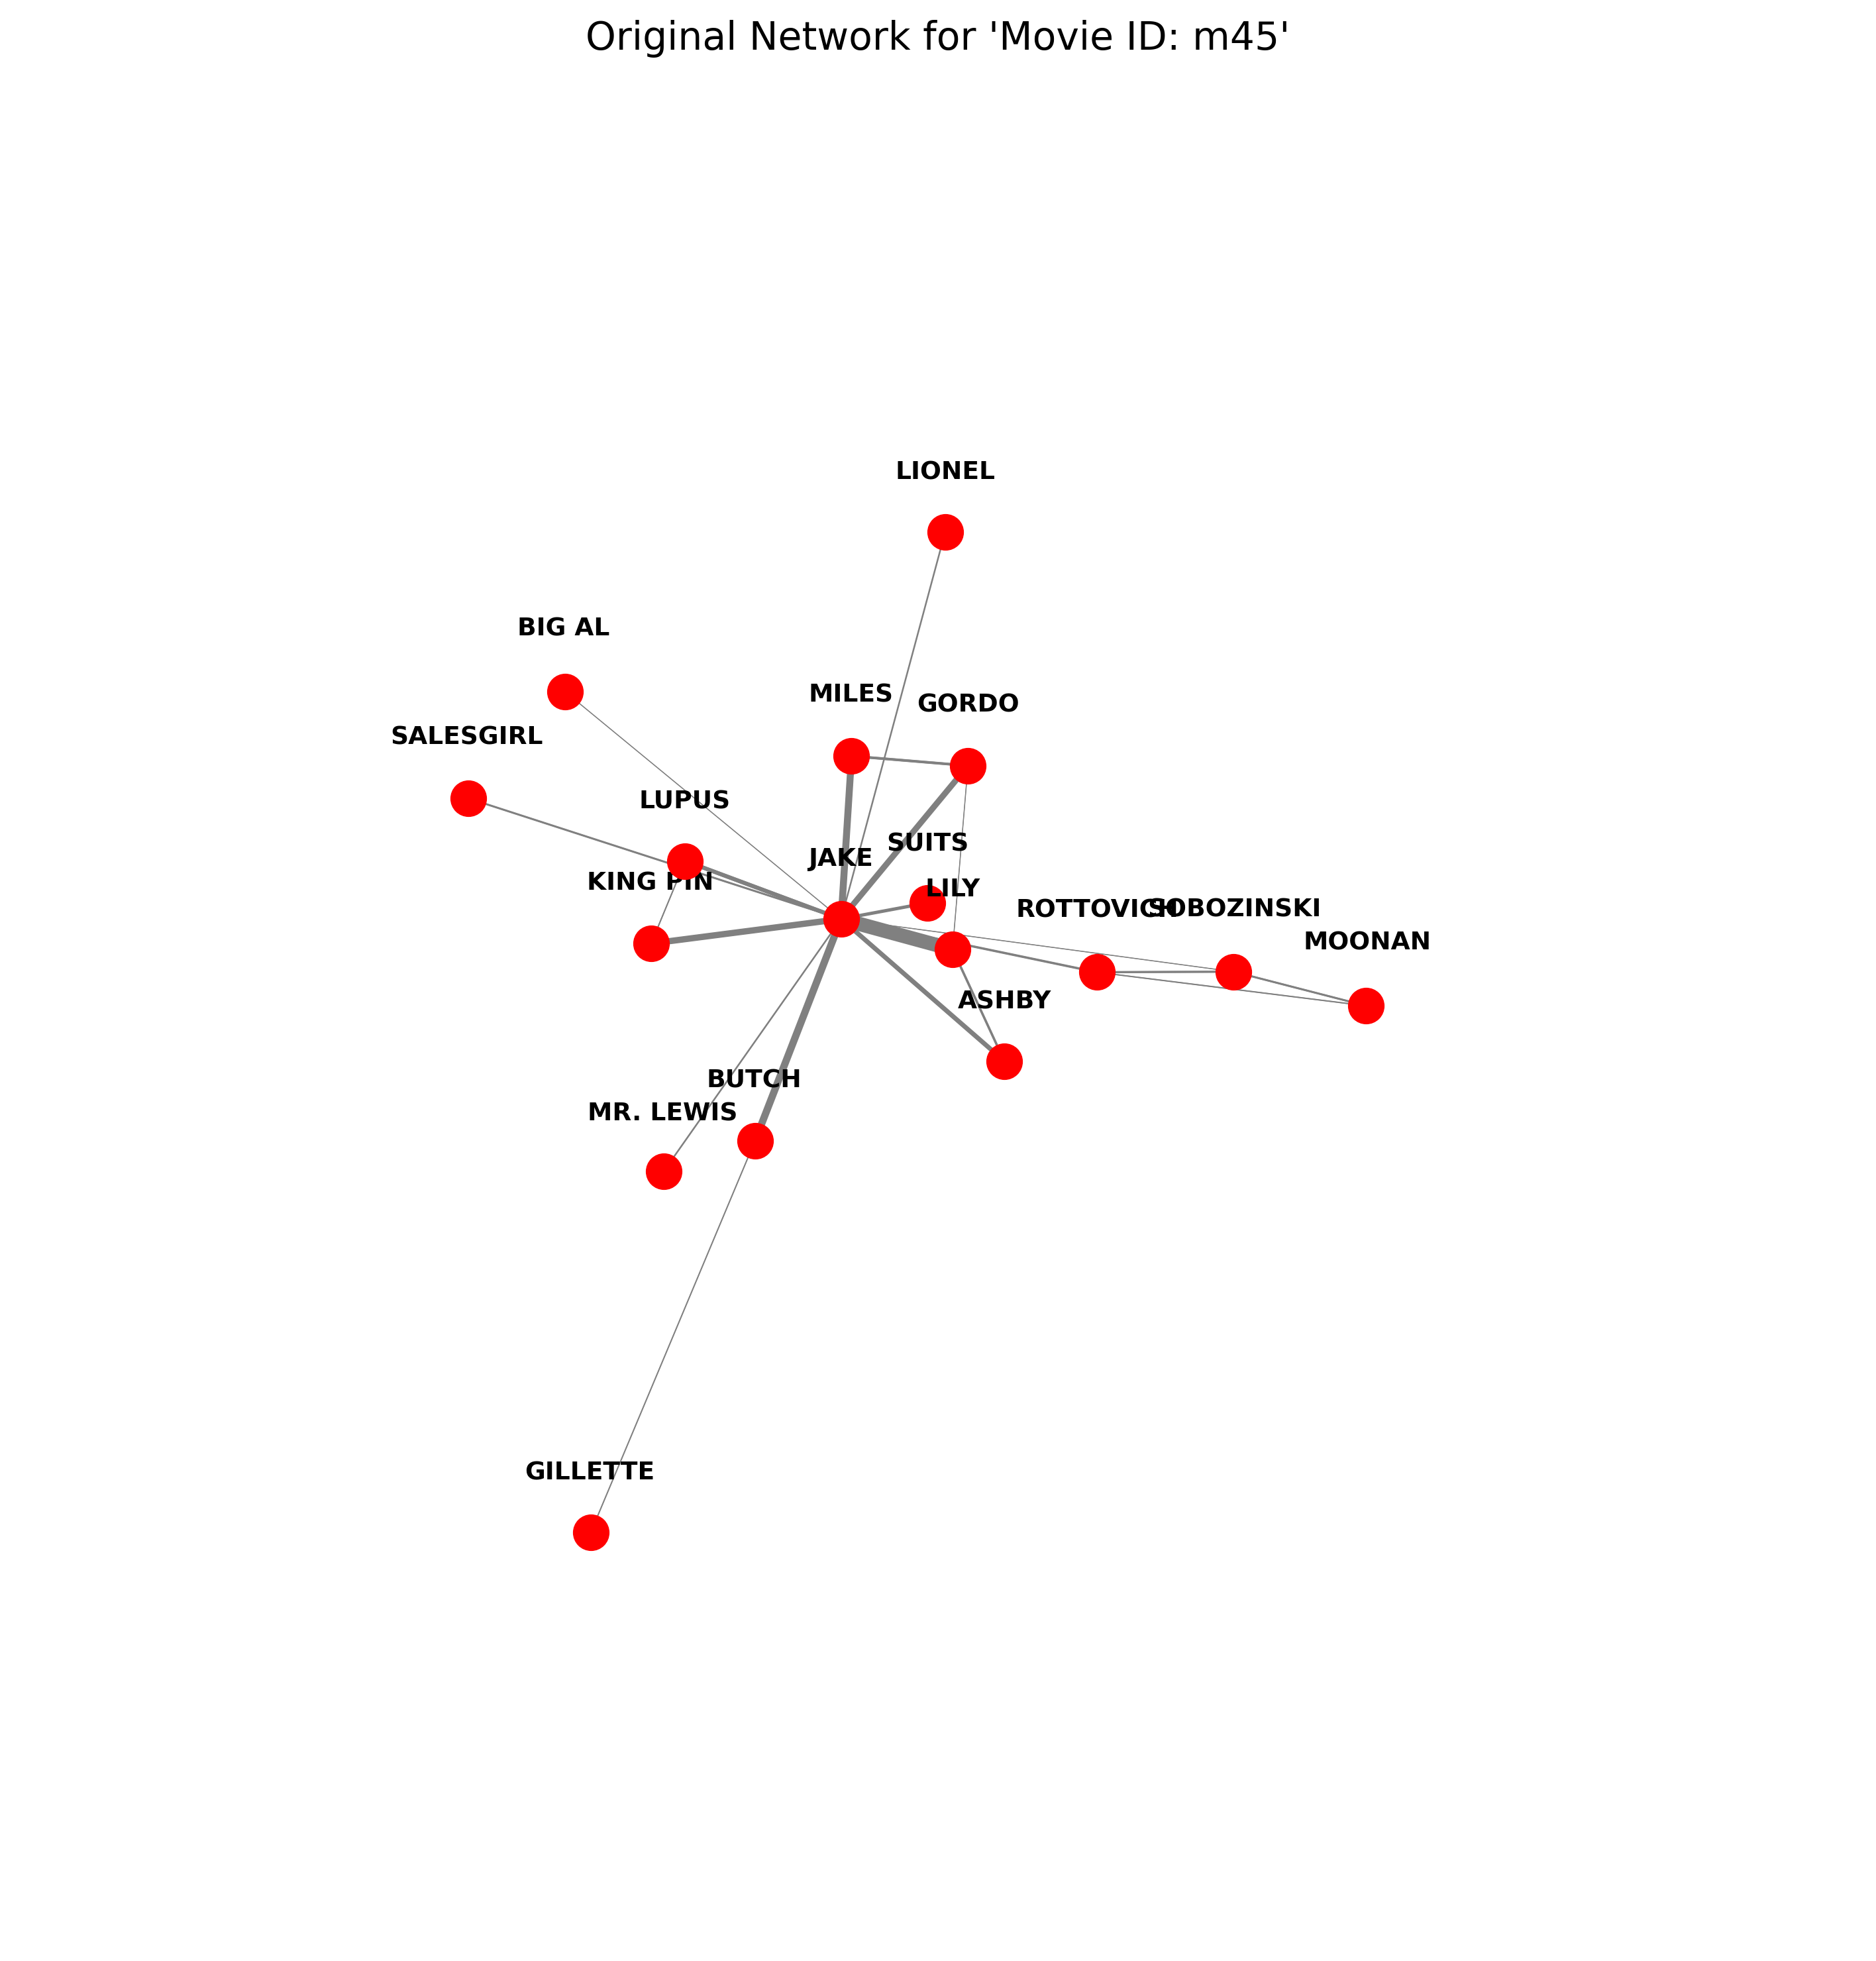 Original Network for 'Movie ID: m45'
LIONEL
BIG AL
MILES
GORDO
SALESGIRL
LUPUS
SUITS
JAKE
KING PIN
LILY
ROTTOVICH
SOBOZINSKI
MOONAN
ASHBY
BUTCH
MR. LEWIS
GILLETTE